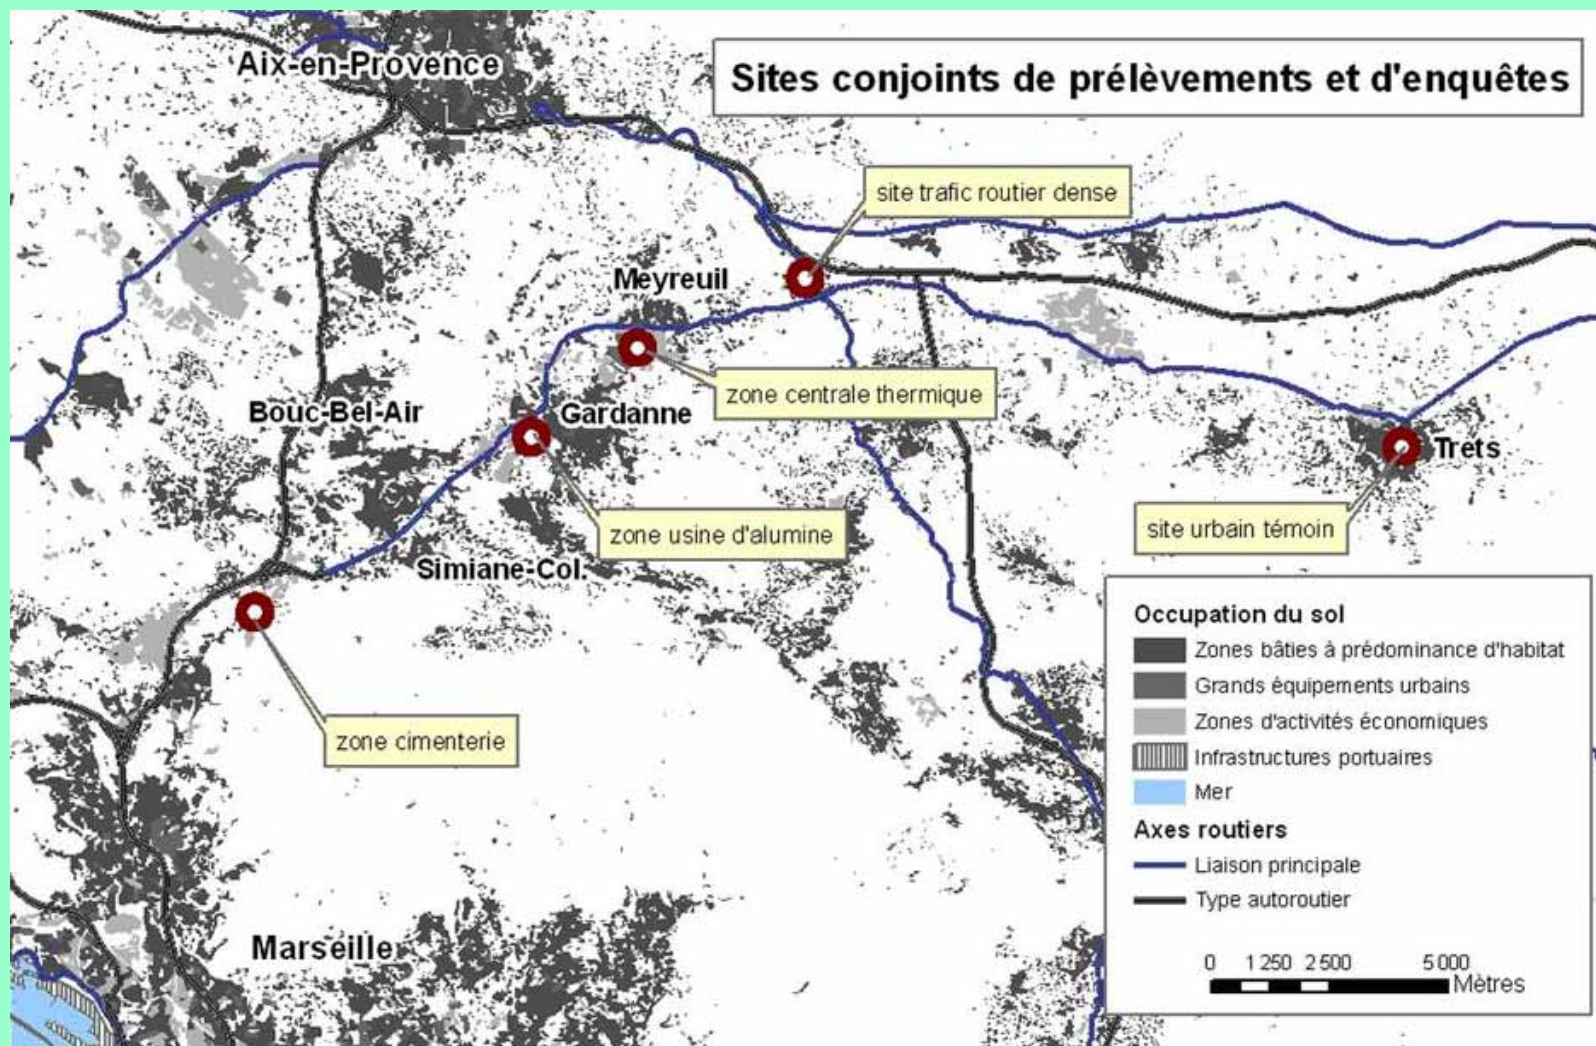 Aix-en-Provence
Sites conjoints de prélèvements et d'enquêtes
site trafic routier dense
Meyreuil
zone centrale thermique
Bouc-Bel-Air
Gardanne
Trets
zone usine d'alumine
site urbain témoin
Simiane-Col.
zone cimenterie
Marseille
Occupation du sol
Zones bâties à prédominance d'habitat
Grands équipements urbains
Zones d'activités économiques
Infrastructures portuaires
Mer
Axes routiers
Liaison principale
Type autoroutier
0 1 250 2 500 5 000
Mètres